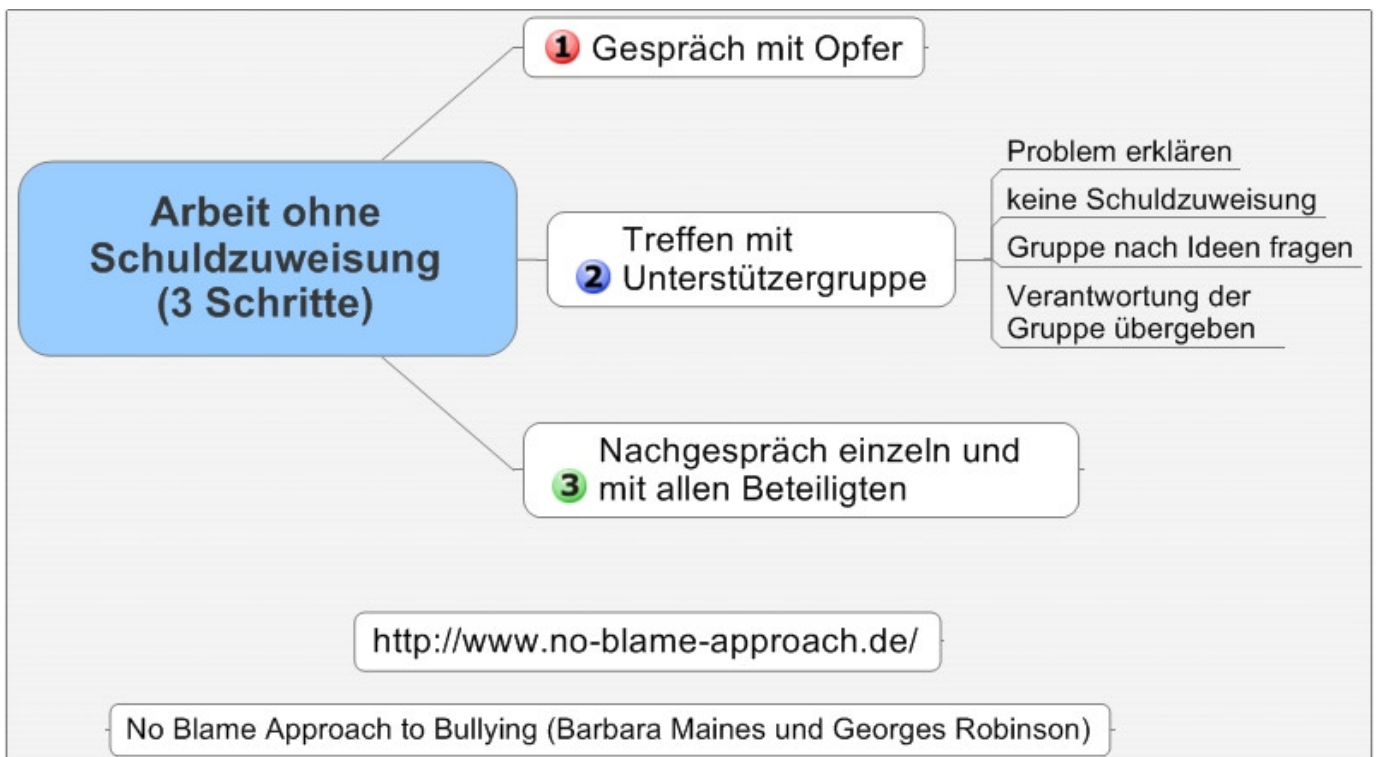 1 Gespräch mit Opfer
Arbeit ohne
Schuldzuweisung
(3 Schritte)
2 Treffen mit
Unterstützergruppe
Problem erklären
keine Schuldzuweisung
Gruppe nach Ideen fragen
Verantwortung der
Gruppe übergeben
3 Nachgespräch einzeln und
mit allen Beteiligten
http://www.no-blame-approach.de/
No Blame Approach to Bullying (Barbara Maines und Georges Robinson)